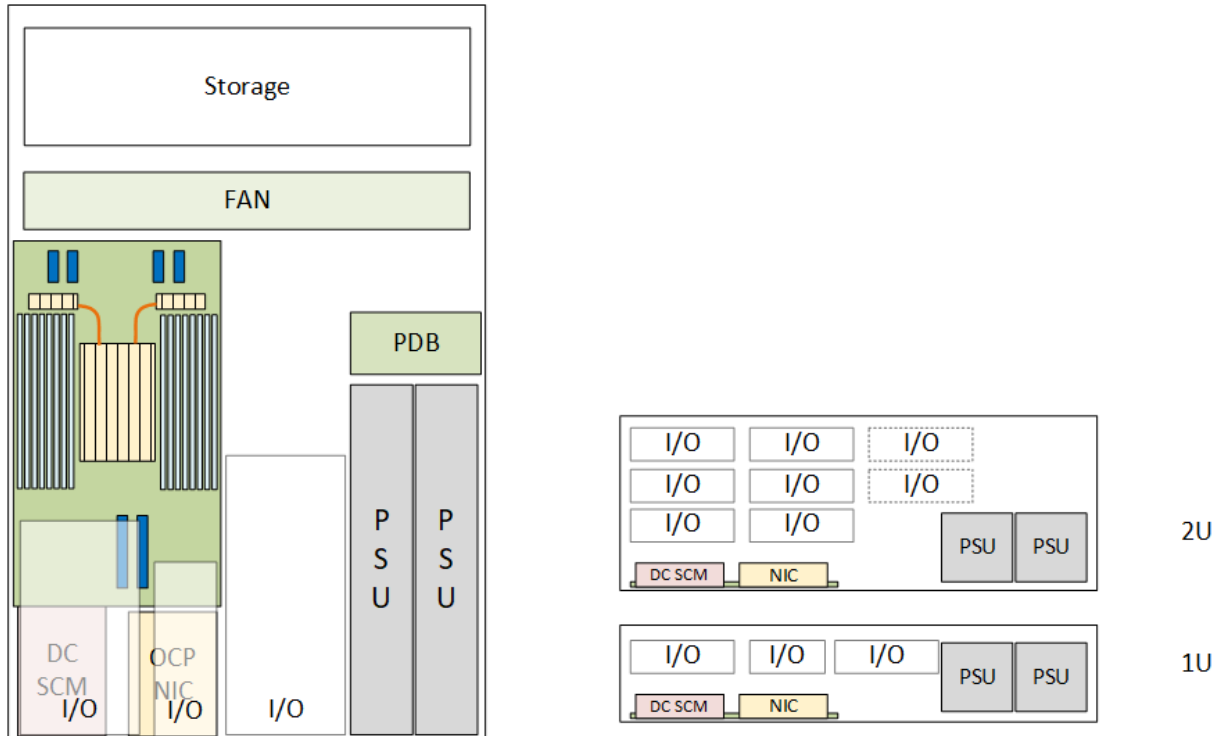 Storage
FAN
PDB
P
S
U
P
S
U
DC
SCM
I/O
OCP
NIC
I/O
I/O
I/O
I/O
I/O
I/O
I/O
I/O
I/O
I/O
DC SCM
NIC
PSU
PSU
2U
I/O
I/O
I/O
DC SCM
NIC
PSU
PSU
1U